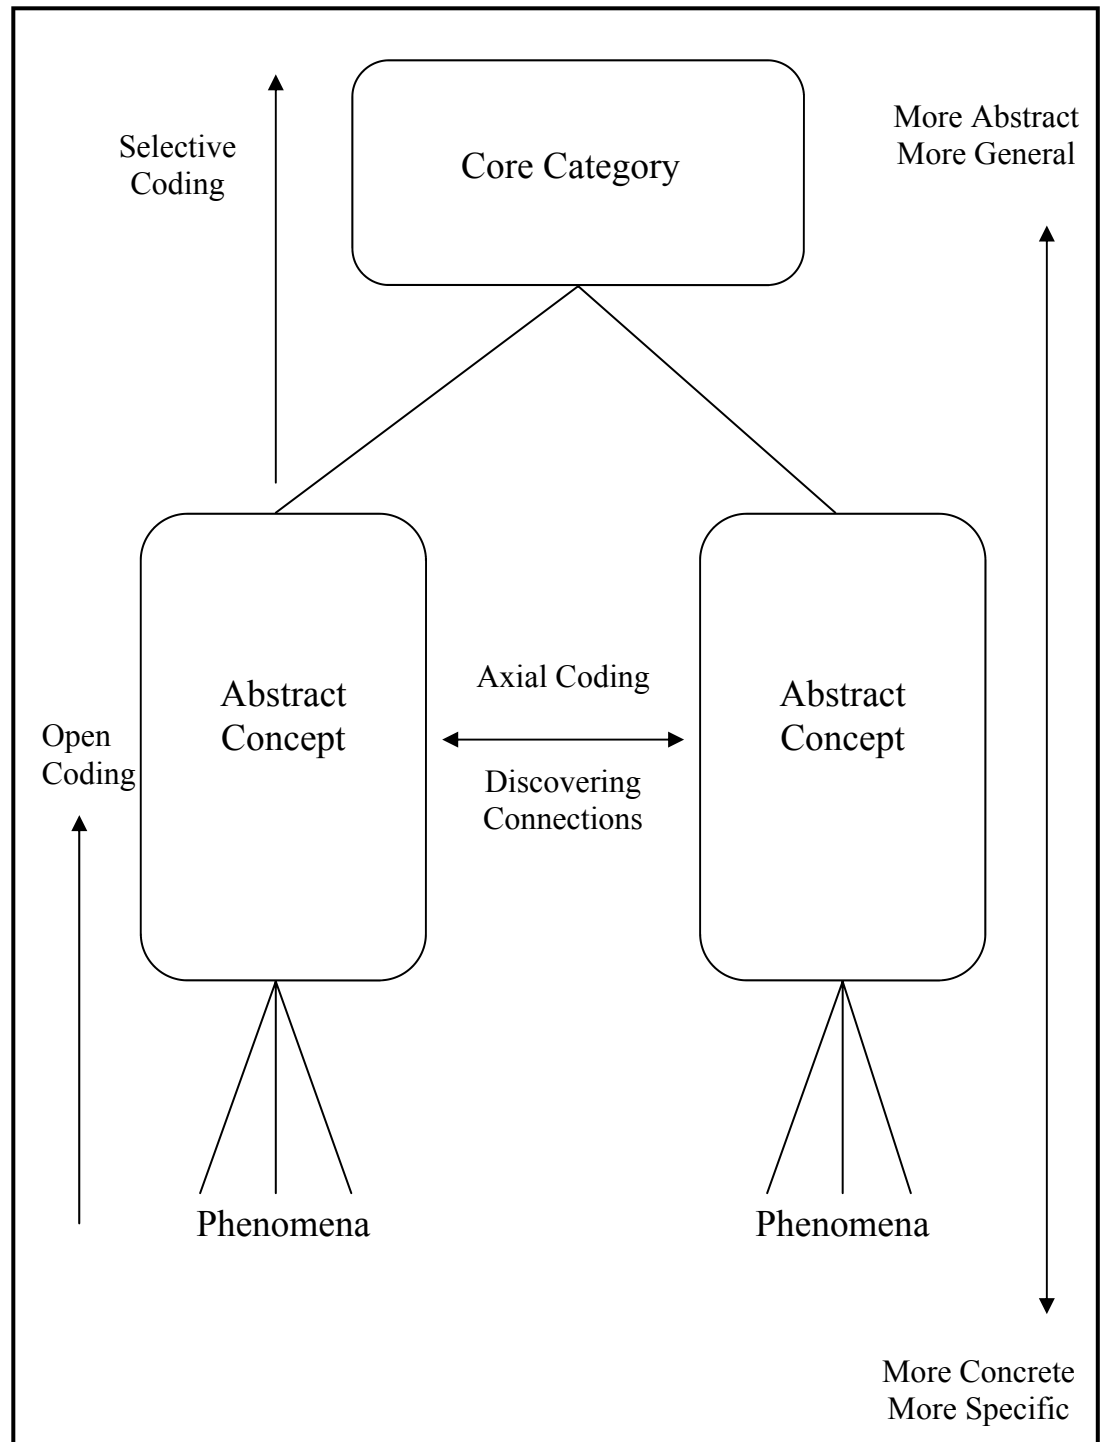 More Abstract
More General
Selective
Coding
Core Category
Axial Coding
Abstract
Concept
Abstract
Concept
Open
Coding
Discovering
Connections
Phenomena
Phenomena
More Concrete
More Specific